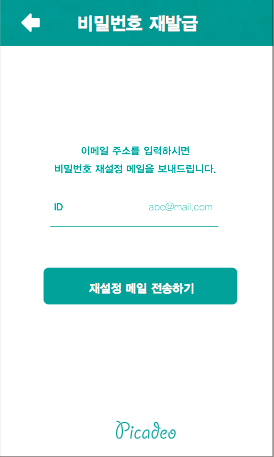 비밀번호 재발급
이메일 주소를 입력하시면
비밀번호 재설정 메일을 보내드립니다.
ID abc@mail.com
재설정 메일 전송하기
Picadeo